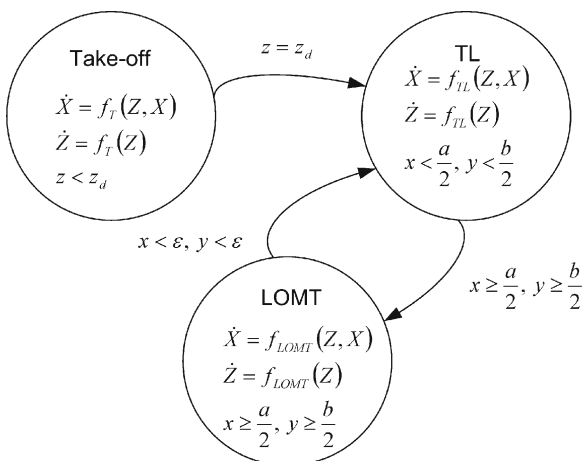 Take-off
Ẋ = f_T(Z, X)
Ż = f_T(Z)
z < z_d
z = z_d
TL
Ẋ = f_TL(Z, X)
Ż = f_TL(Z)
x < a/2, y < b/2
x < ε, y < ε
x ≥ a/2, y ≥ b/2
LOMT
Ẋ = f_LOMT(Z, X)
Ż = f_LOMT(Z)
x ≥ a/2, y ≥ b/2